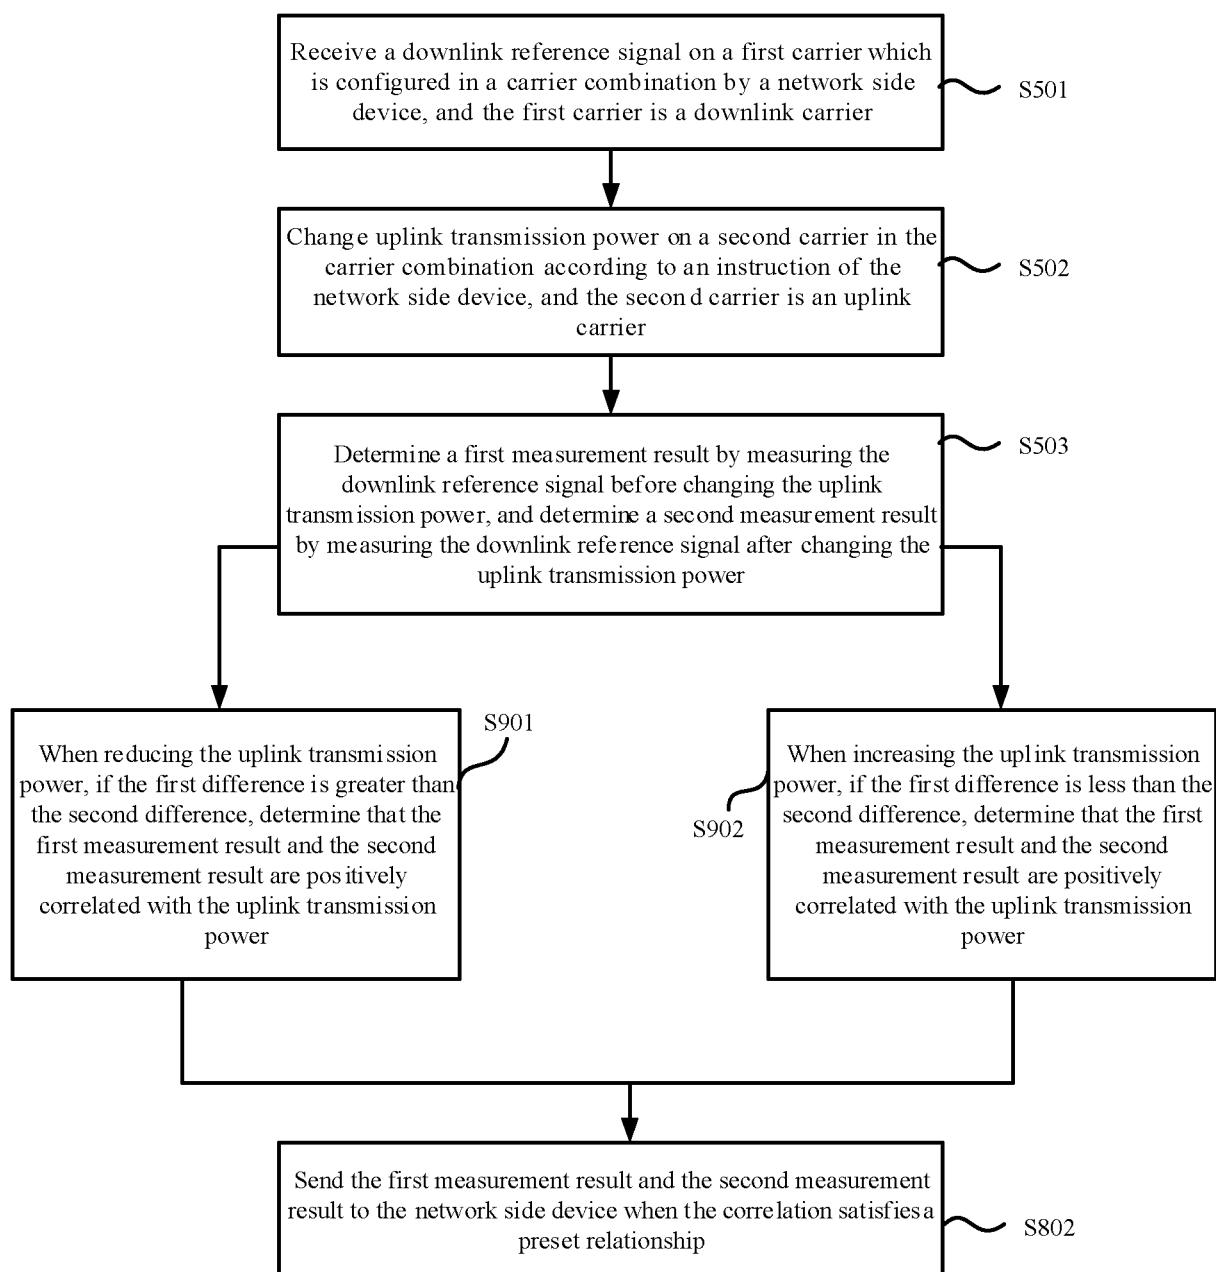 Receive a downlink reference signal on a first carrier which
is configured in a carrier combination by a network side
device, and the first carrier is a downlink carrier
S501
Change uplink transmission power on a second carrier in the
carrier combination according to an instruction of the
network side device, and the second carrier is an uplink
carrier
S502
Determine a first measurement result by measuring the
downlink reference signal before changing the uplink
transmission power, and determine a second measurement result
by measuring the downlink reference signal after changing the
uplink transmission power
S503
When reducing the uplink transmission
power, if the first difference is greater than
the second difference, determine that the
first measurement result and the second
measurement result are positively
correlated with the uplink transmission
power
S901
When increasing the uplink transmission
power, if the first difference is less than the
second difference, determine that the first
measurement result and the second
measurement result are positively
correlated with the uplink transmission
power
S902
Send the first measurement result and the second measurement
result to the network side device when the correlation satisfies a
preset relationship
S802